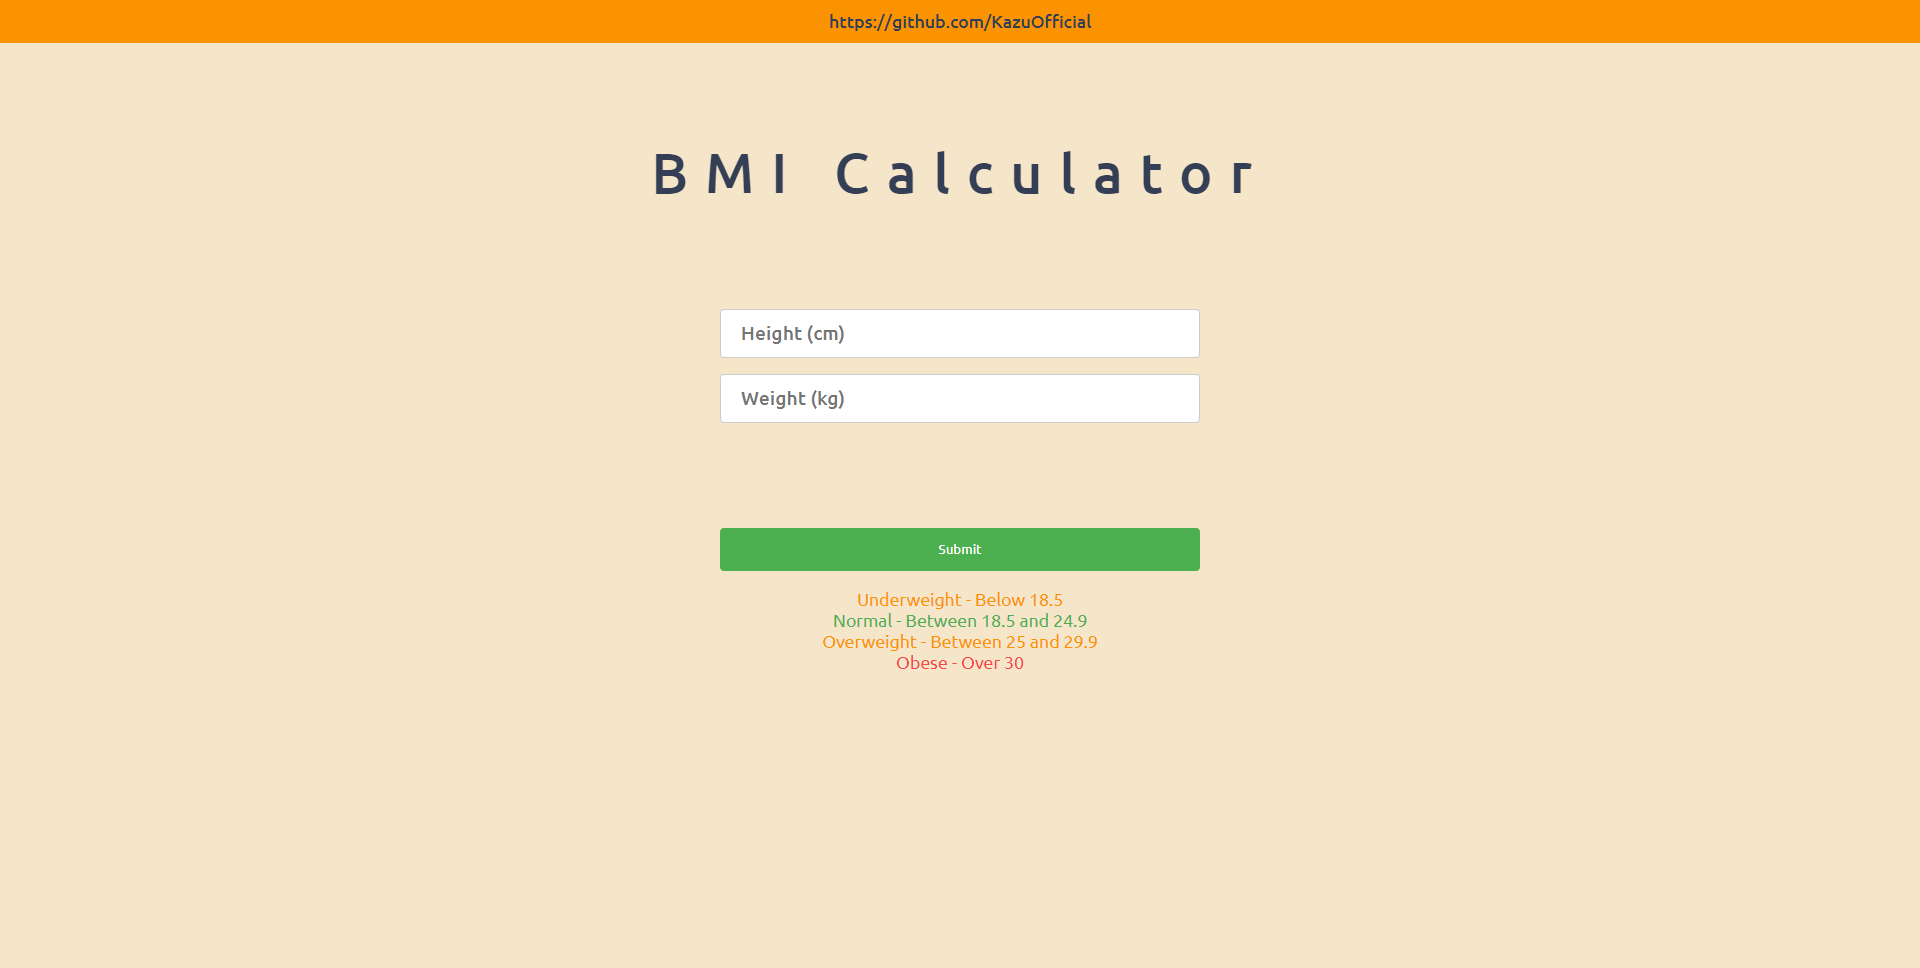 https://github.com/KazuOfficial
BMI Calculator
Height (cm)
Weight (kg)
Submit
Underweight - Below 18.5
Normal - Between 18.5 and 24.9
Overweight - Between 25 and 29.9
Obese - Over 30